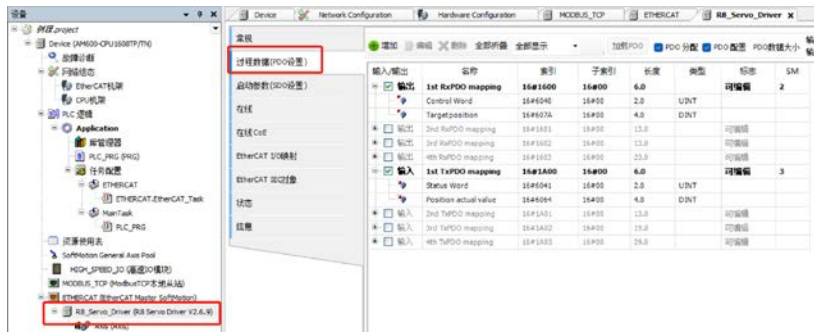 设备
例程.project
Device (AM600-CPU1608TP/TN)
故障诊断
网络组态
EtherCAT机架
CPU机架
PLC 逻辑
Application
库管理器
PLC_PRG (PRG)
任务配置
ETHERCAT
ETHERCAT.EtherCAT_Task
MainTask
PLC_PRG
资源使用表
SoftMotion General Axis Pool
HIGH_SPEED_IO (高速IO模块)
MODBUS_TCP (ModbusTCP本地从站)
ETHERCAT (EtherCAT Master SoftMotion)
R8_Servo_Driver (R8 Servo Driver V2.6.9)
Axis (Axis)
Device Network Configuration Hardware Configuration MODBUS_TCP ETHERCAT R8_Servo_Driver x
常规
过程数据(PDO设置)
启动参数(SDO设置)
在线
在线 CoE
EtherCAT I/O映射
EtherCAT IEC对象
状态
信息
增加 编辑 删除 全部折叠 全部显示 加载PDO PDO 分配 PDO 配置 PDO数据大小
输入/输出 名称 索引 子索引 长度 类型 标志 SM
输出 1st RxPDO mapping 16#1600 16#00 6.0 可编辑 2
Control Word 16#6040 16#00 2.0 UINT
Targetposition 16#607A 16#00 4.0 DINT
输出 2nd RxPDO mapping 16#1601 16#00 13.0 可编辑
输出 3rd RxPDO mapping 16#1602 16#00 13.0 可编辑
输出 4th RxPDO mapping 16#1603 16#00 23.0 可编辑
输入 1st TxPDO mapping 16#1A00 16#00 6.0 可编辑 3
Status Word 16#6041 16#00 2.0 UINT
Position actual value 16#6064 16#00 4.0 DINT
输入 2nd TxPDO mapping 16#1A01 16#00 13.0 可编辑
输入 3rd TxPDO mapping 16#1A02 16#00 19.0 可编辑
输入 4th TxPDO mapping 16#1A03 16#00 29.0 可编辑